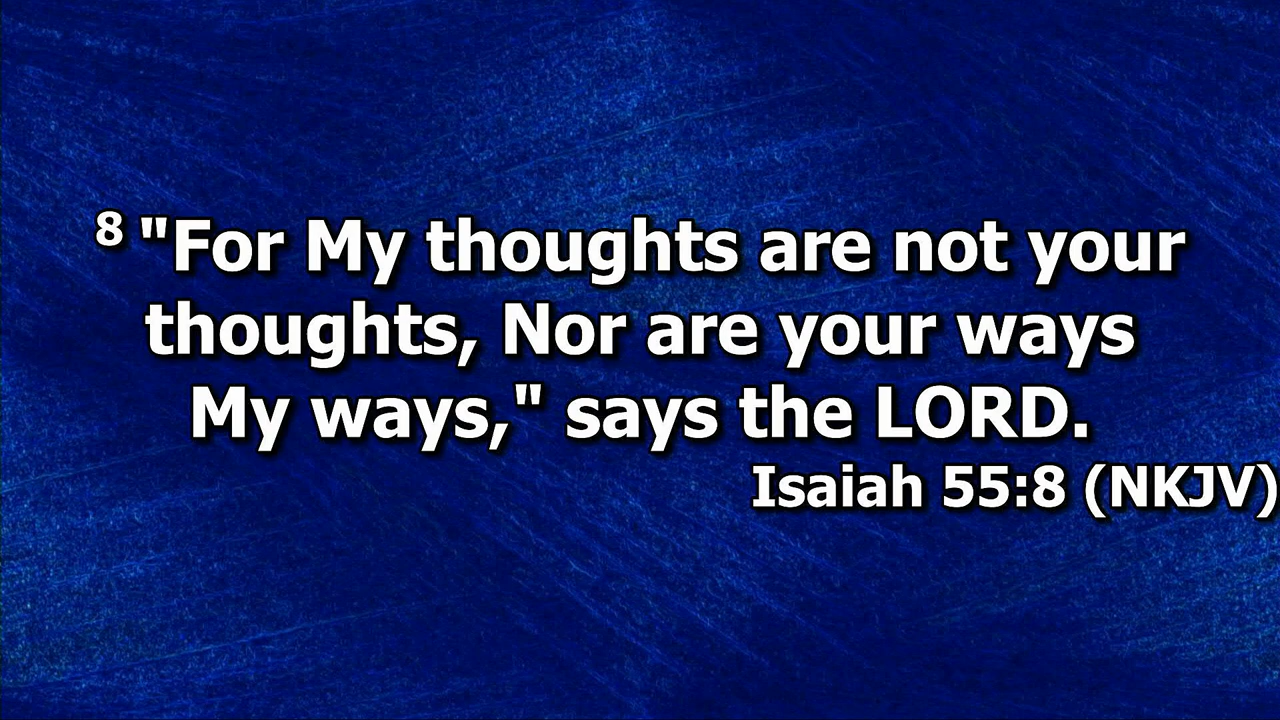 8 "For My thoughts are not your
thoughts, Nor are your ways
My ways," says the LORD.
Isaiah 55:8 (NKJV)